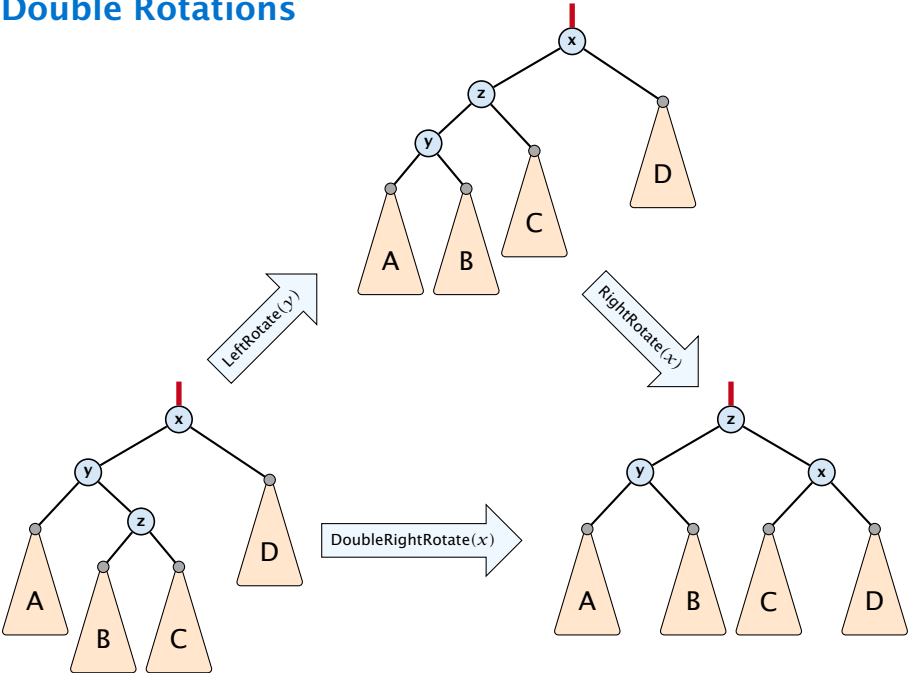 Double Rotations
x
z
y
D
C
A
B
LeftRotate(y)
RightRotate(x)
x
y
z
D
A
B
C
DoubleRightRotate(x)
z
y
x
A
B
C
D